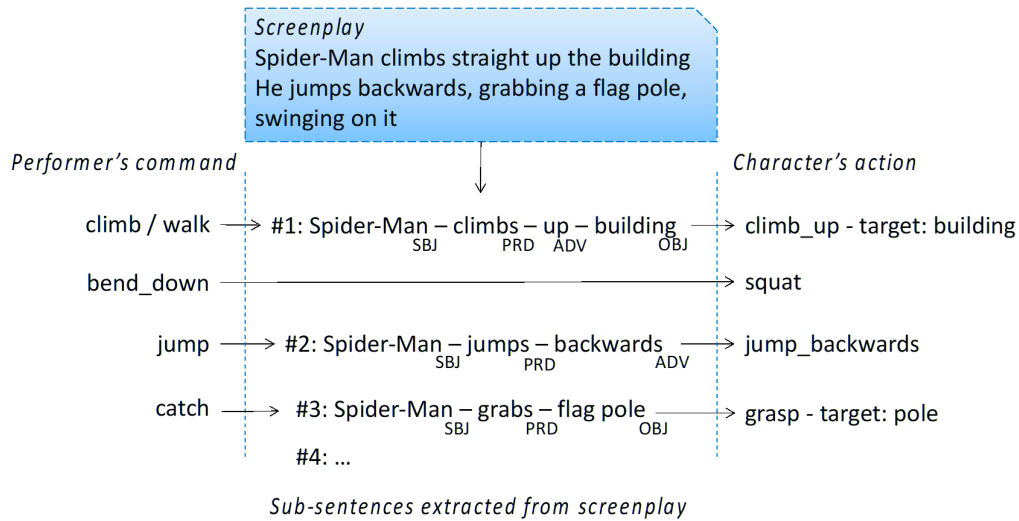 Screenplay
Spider-Man climbs straight up the building
He jumps backwards, grabbing a flag pole,
swinging on it
Performer's command
Character's action
climb / walk
#1: Spider-Man – climbs – up – building
SBJ PRD ADV OBJ
climb_up - target: building
bend_down
squat
jump
#2: Spider-Man – jumps – backwards
SBJ PRD ADV
jump_backwards
catch
#3: Spider-Man – grabs – flag pole
SBJ PRD OBJ
grasp - target: pole
#4: ...
Sub-sentences extracted from screenplay